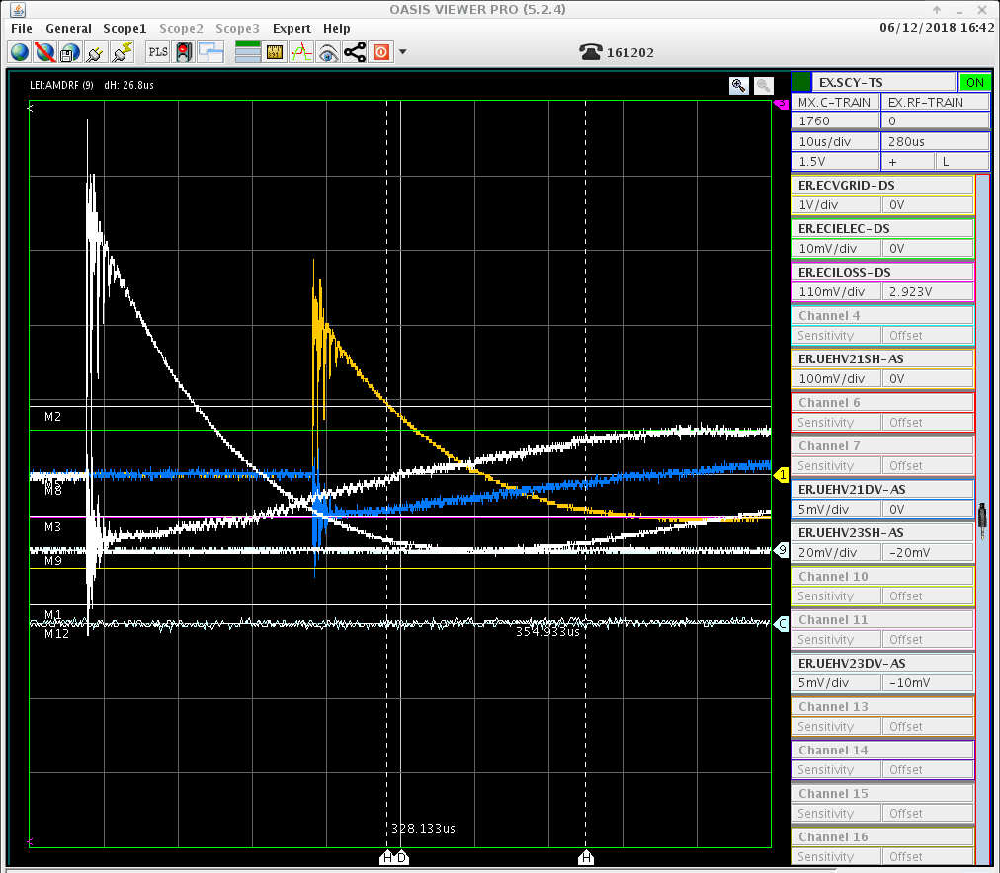 OASIS VIEWER PRO (5.2.4)
File General Scope1 Scope2 Scope3 Expert Help
06/12/2018 16:42
PLS
161202
LEI:AMDRF (9) dH: 26.8us
M2
M3
M9
M1
M12
354.933us
328.133us
H D
H
1
9
C
EX.SCY-TS ON
MX.C-TRAIN EX.RF-TRAIN
1760 0
10us/div 280us
1.5V + L
ER.ECVGRID-DS
1V/div 0V
ER.ECIELEC-DS
10mV/div 0V
ER.ECILOSS-DS
110mV/div 2.923V
Channel 4
Sensitivity Offset
ER.UEHV21SH-AS
100mV/div 0V
Channel 6
Sensitivity Offset
Channel 7
Sensitivity Offset
ER.UEHV21DV-AS
5mV/div 0V
ER.UEHV23SH-AS
20mV/div -20mV
Channel 10
Sensitivity Offset
Channel 11
Sensitivity Offset
ER.UEHV23DV-AS
5mV/div -10mV
Channel 13
Sensitivity Offset
Channel 14
Sensitivity Offset
Channel 15
Sensitivity Offset
Channel 16
Sensitivity Offset